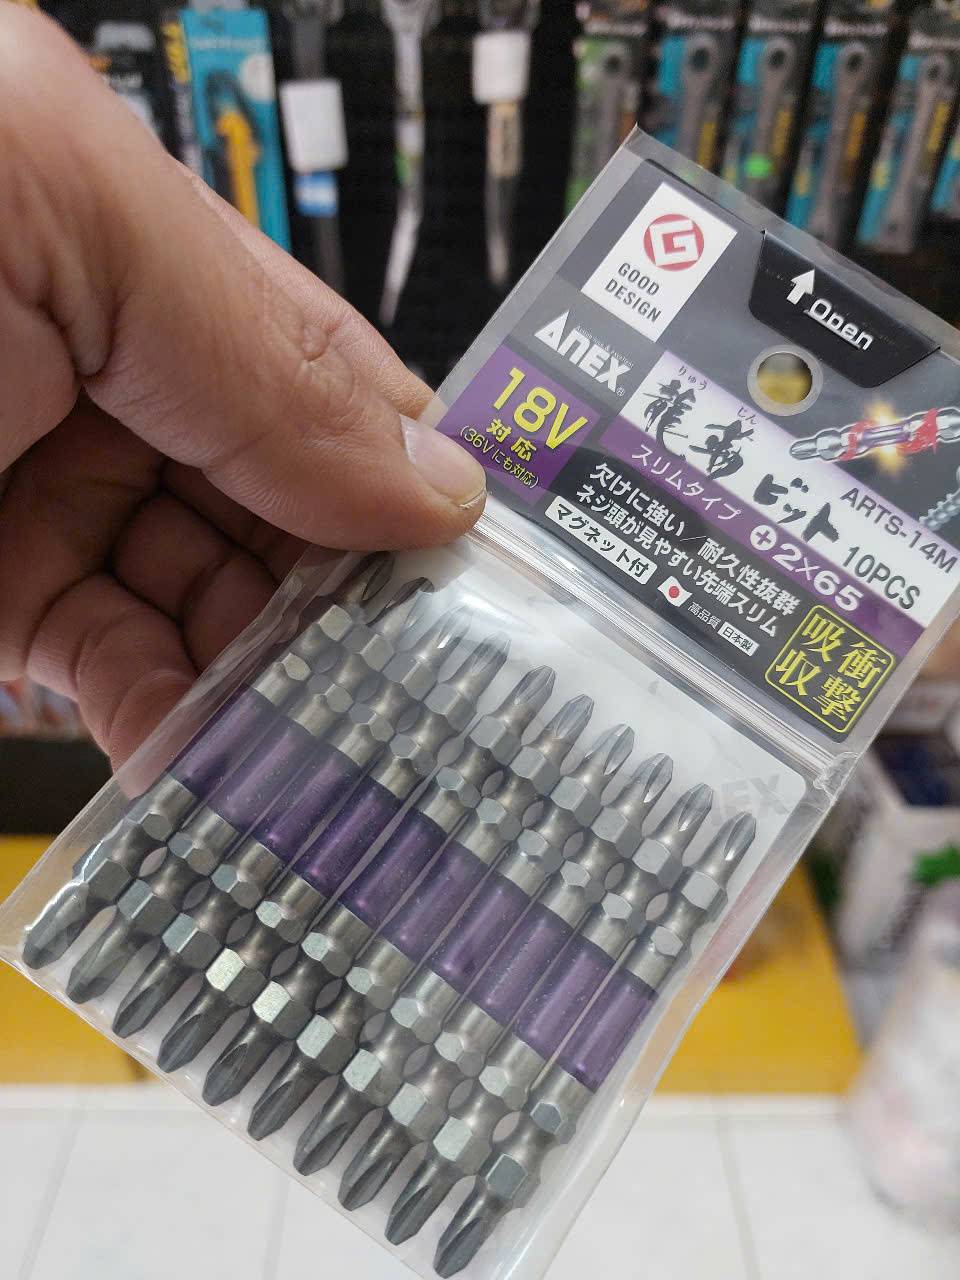 GOOD
DESIGN
Open
ANEX®
18V
対応
(36Vにも対応)
りゅう じん
龍靭ビット
スリムタイプ
ARTS-14M
⊕2×65 10PCS
欠けに強い/耐久性抜群
ネジ頭が見やすい先端スリム
マグネット付
高品質 日本製
衝撃
吸収